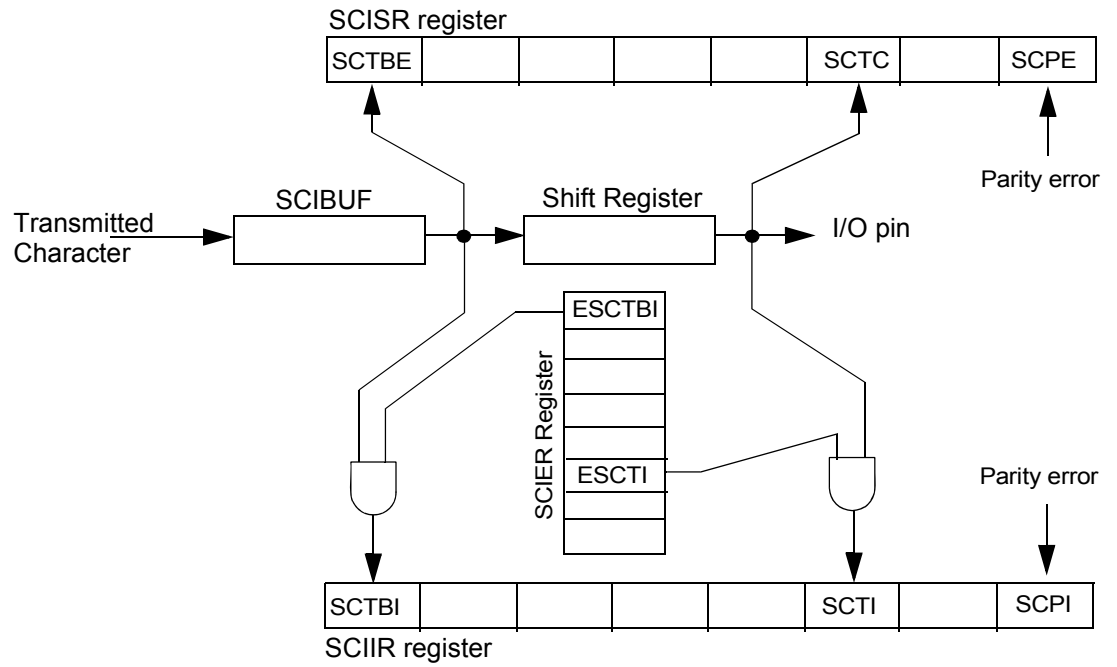 SCISR register
SCTBE
SCTC
SCPE
Parity error
SCIBUF
Shift Register
Transmitted
Character
I/O pin
ESCTBI
SCIER Register
ESCTI
Parity error
SCTBI
SCTI
SCPI
SCIIR register